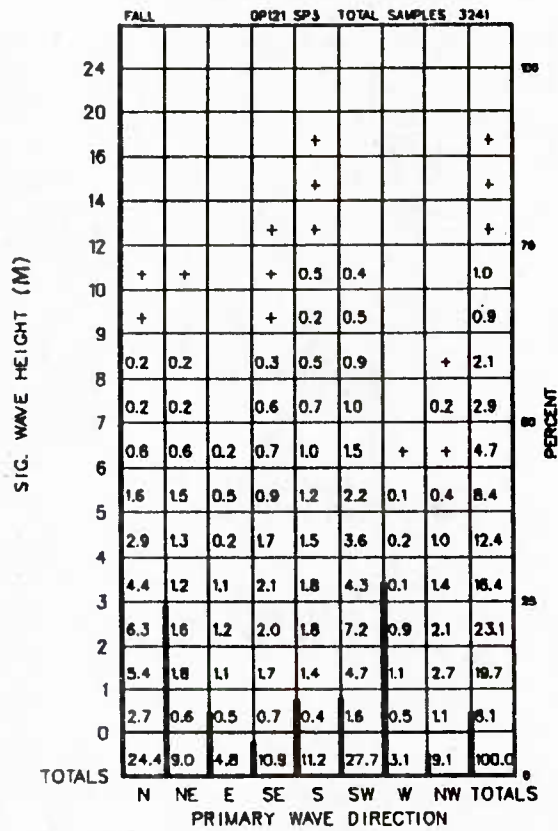 FALL GP121 SP3 TOTAL SAMPLES 3241
24 100
20
+ +
16
+ +
14
+ + +
12 75
+ + + 0.5 0.4 1.0
10
+ + 0.2 0.5 0.9
9
0.2 0.2 0.3 0.5 0.9 + 2.1
8
0.2 0.2 0.6 0.7 1.0 0.2 2.9
7 50
0.6 0.6 0.2 0.7 1.0 1.5 + + 4.7
6
1.6 1.5 0.5 0.9 1.2 2.2 0.1 0.4 8.4
5
2.9 1.3 0.2 1.7 1.5 3.6 0.2 1.0 12.4
4
4.4 1.2 1.1 2.1 1.8 4.3 0.1 1.4 16.4
3 25
6.3 1.6 1.2 2.0 1.8 7.2 0.9 2.1 23.1
2
5.4 1.8 1.1 1.7 1.4 4.7 1.1 2.7 19.7
1
2.7 0.6 0.5 0.7 0.4 1.6 0.5 1.1 8.1
0
24.4 9.0 4.8 10.9 11.2 27.7 3.1 9.1 100.0
TOTALS 0
N NE E SE S SW W NW TOTALS
PRIMARY WAVE DIRECTION
SIG. WAVE HEIGHT (M)
PERCENT